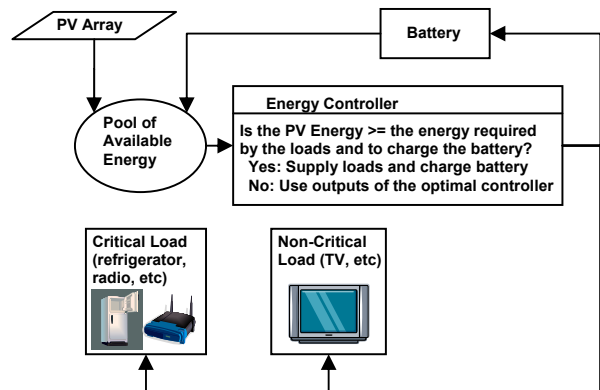 PV Array
Battery
Pool of
Available
Energy
Energy Controller
Is the PV Energy >= the energy required
by the loads and to charge the battery?
Yes: Supply loads and charge battery
No: Use outputs of the optimal controller
Critical Load
(refrigerator,
radio, etc)
Non-Critical
Load (TV, etc)